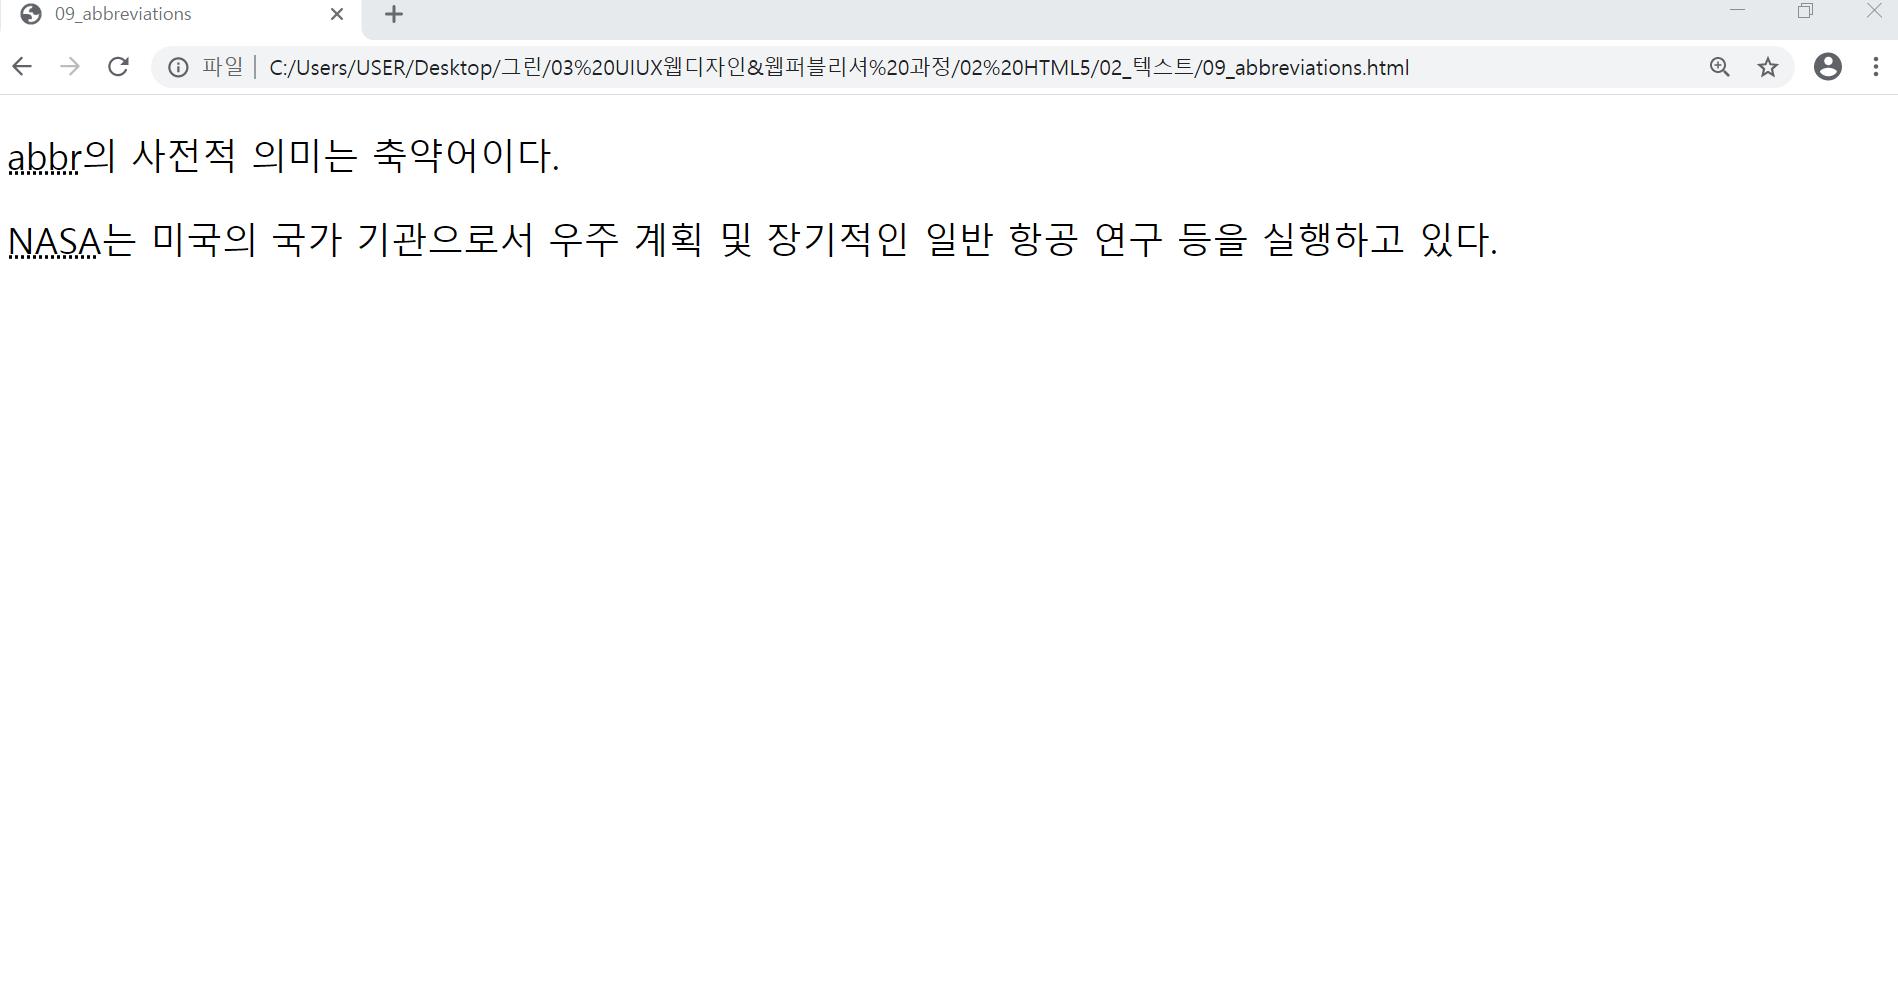 09_abbreviations
파일 | C:/Users/USER/Desktop/그린/03%20UIUX웹디자인&웹퍼블리셔%20과정/02%20HTML5/02_텍스트/09_abbreviations.html
abbr의 사전적 의미는 축약어이다.
NASA는 미국의 국가 기관으로서 우주 계획 및 장기적인 일반 항공 연구 등을 실행하고 있다.